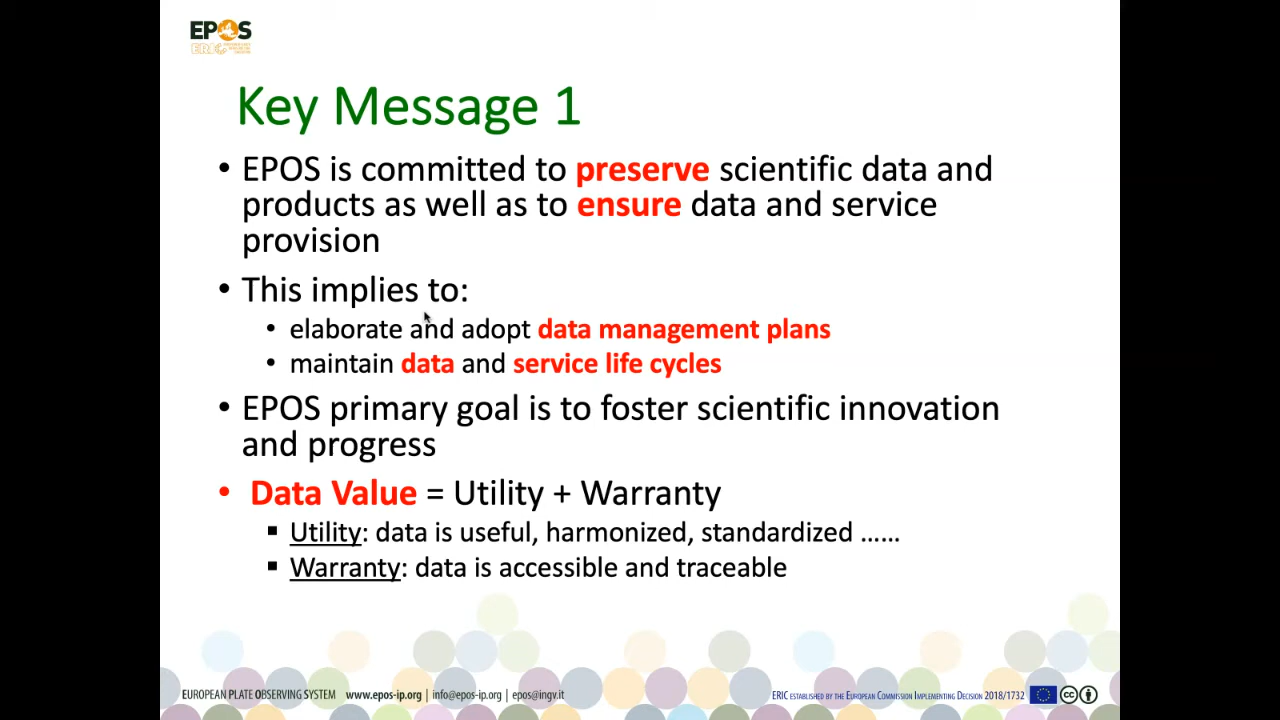 EPOS
ERIC
Key Message 1
• EPOS is committed to preserve scientific data and
products as well as to ensure data and service
provision
• This implies to:
• elaborate and adopt data management plans
• maintain data and service life cycles
• EPOS primary goal is to foster scientific innovation
and progress
• Data Value = Utility + Warranty
▪ Utility: data is useful, harmonized, standardized ......
▪ Warranty: data is accessible and traceable
EUROPEAN PLATE OBSERVING SYSTEM www.epos-ip.org | info@epos-ip.org | epos@ingv.it
ERIC ESTABLISHED BY THE EUROPEAN COMMISSION IMPLEMENTING DECISION 2018/1732
cc